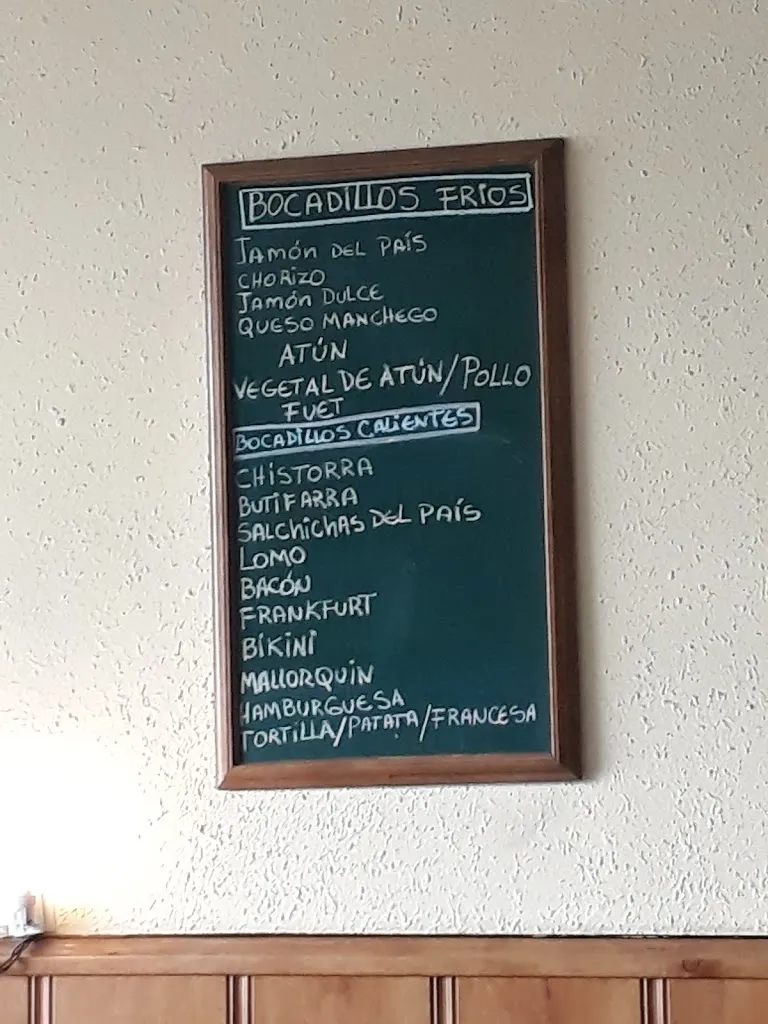 BOCADILLOS FRIOS
JAMÓN DEL PAÍS
CHORIZO
JAMÓN DULCE
QUESO MANCHEGO
ATÚN
VEGETAL DE ATÚN/POLLO
FUET
BOCADILLOS CALIENTES
CHISTORRA
BUTIFARRA
SALCHICHAS DEL PAÍS
LOMO
BACÓN
FRANKFURT
BIKINI
MALLORQUÍN
HAMBURGUESA
TORTILLA/PATATA/FRANCESA